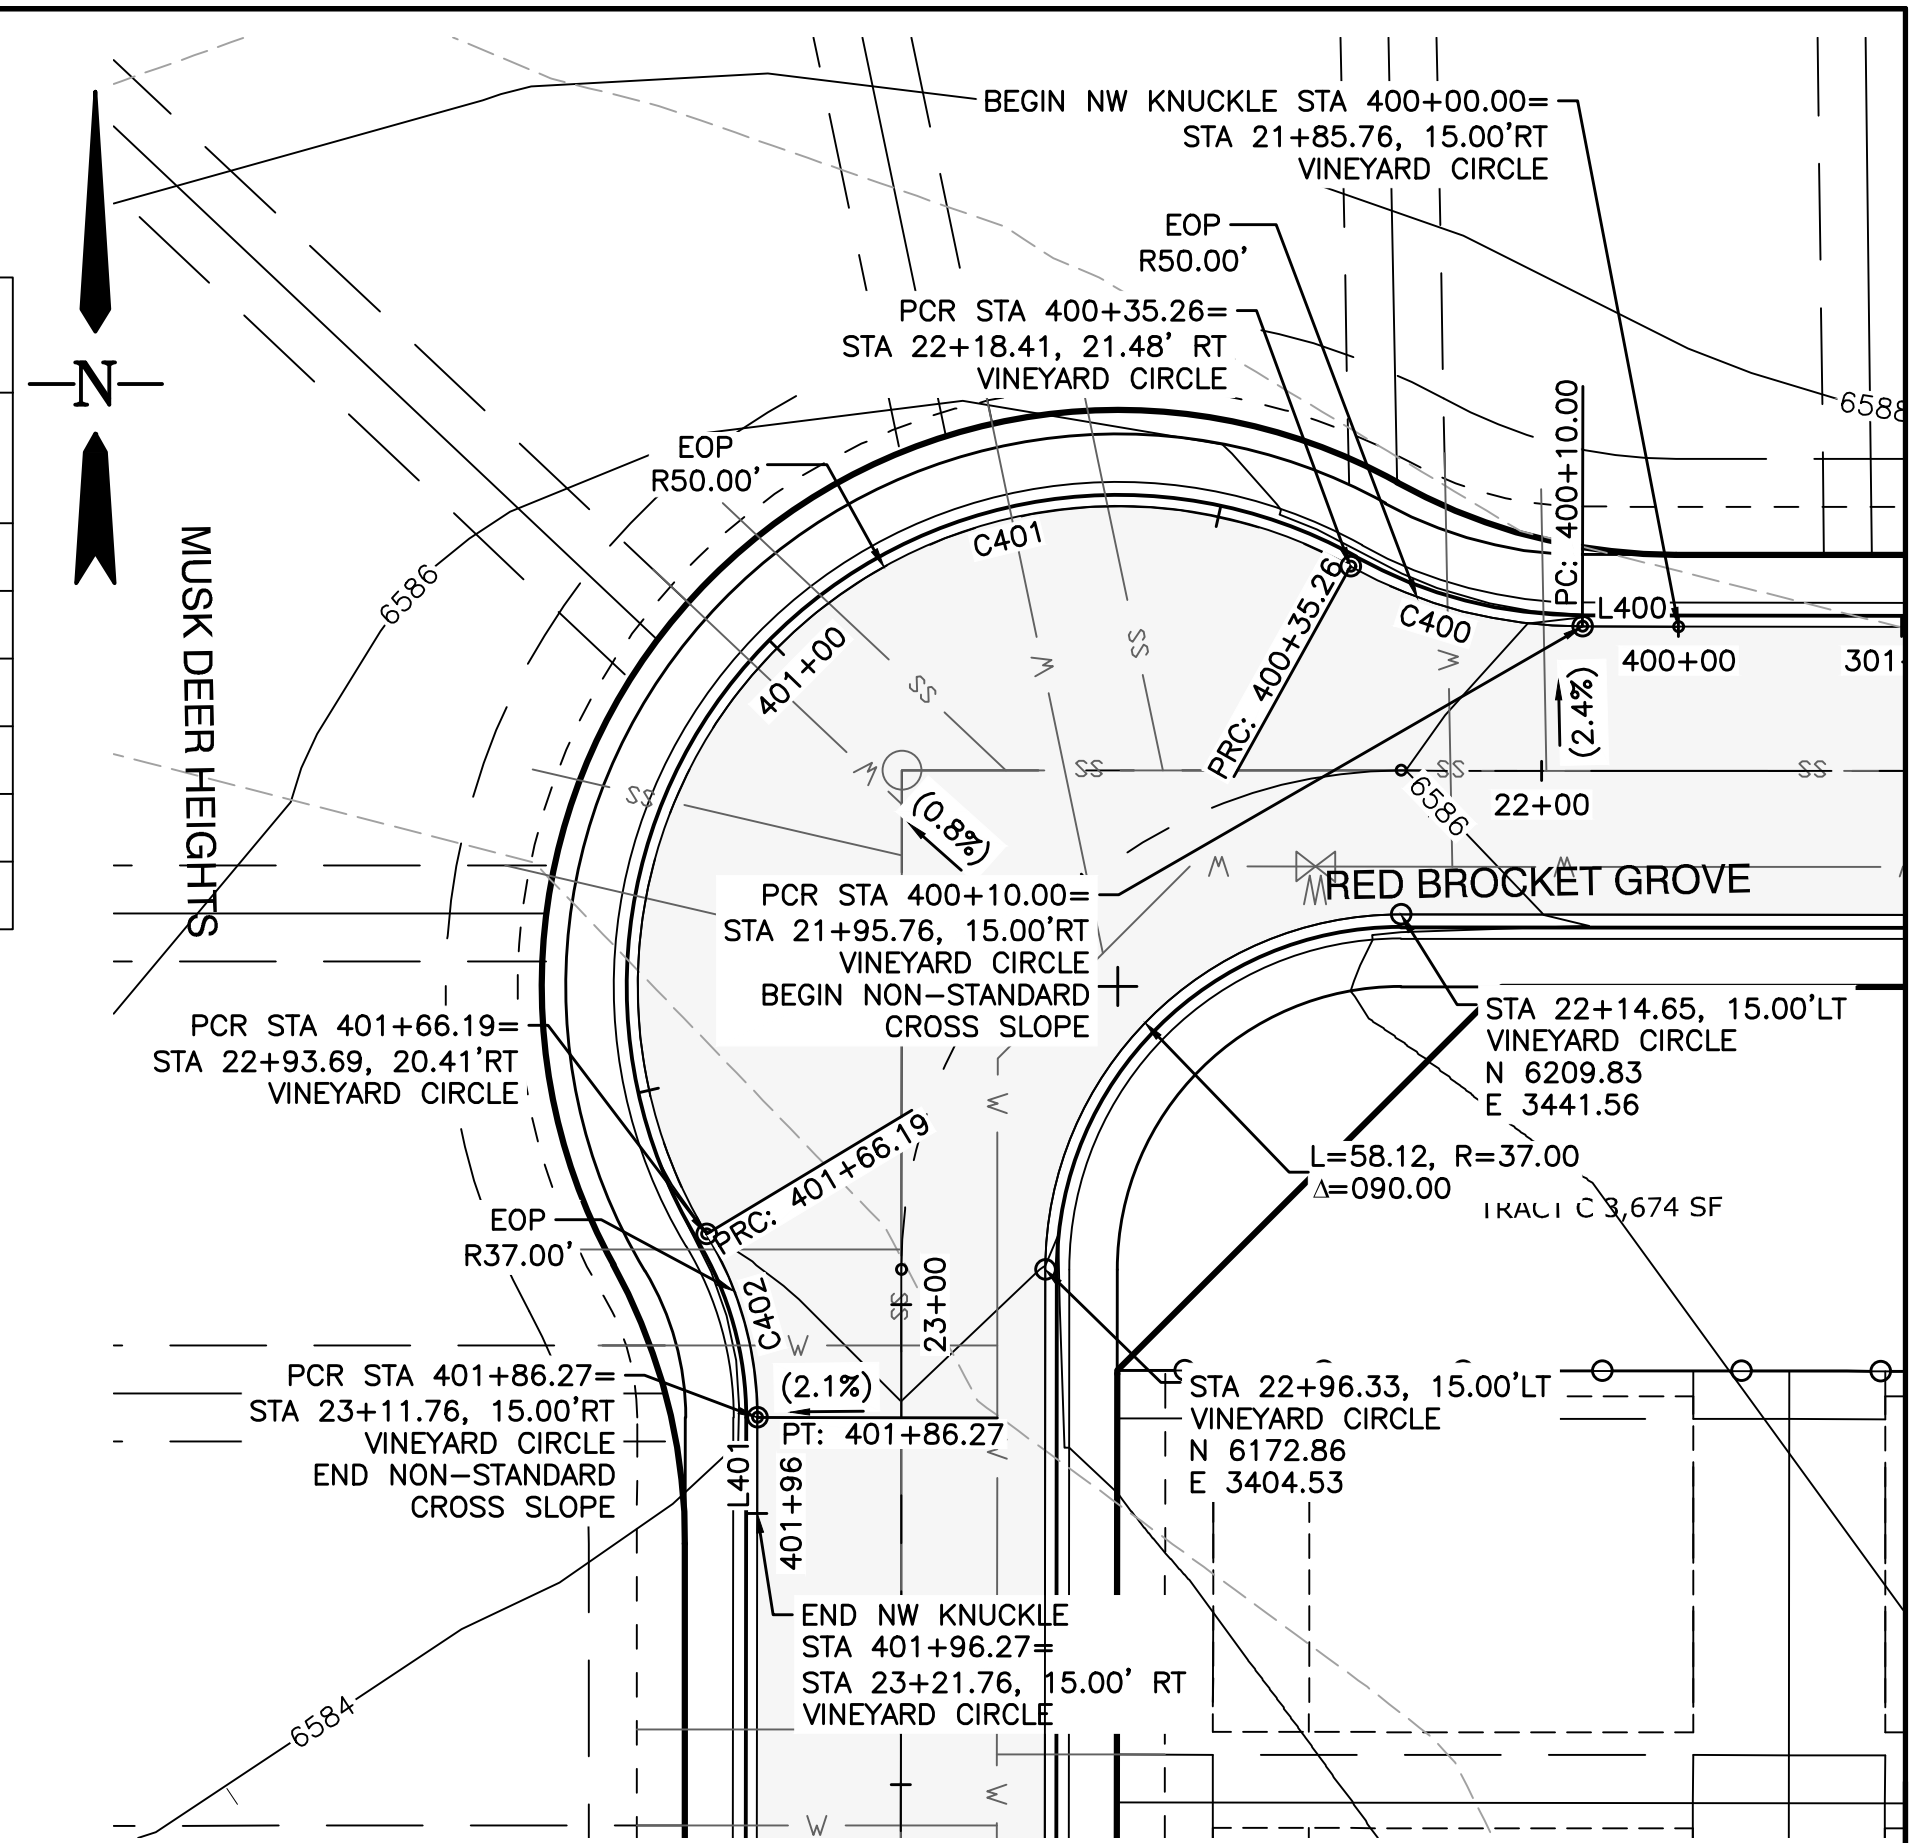 BEGIN NW KNUCKLE STA 400+00.00=
STA 21+85.76, 15.00'RT
VINEYARD CIRCLE
EOP
R50.00'
PCR STA 400+35.26=
STA 22+18.41, 21.48' RT
VINEYARD CIRCLE
N
EOP
R50.00'
PC: 400+10.00
6588
C401
L400
400+00
C400
PRC: 400+35.26
6586
MUSK DEER HEIGHTS
401+00
SS
W
SS
W
(2.4%)
SS
SS
SS
W
SS
22+00
6586
(0.8%)
W
W
W
RED BROCKET GROVE
PCR STA 400+10.00=
STA 21+95.76, 15.00'RT
VINEYARD CIRCLE
BEGIN NON-STANDARD
CROSS SLOPE
STA 22+14.65, 15.00'LT
VINEYARD CIRCLE
N 6209.83
E 3441.56
PCR STA 401+66.19=
STA 22+93.69, 20.41'RT
VINEYARD CIRCLE
PRC: 401+66.19
W
L=58.12, R=37.00
Δ=090.00
TRACT C 3,674 SF
EOP
R37.00'
C402
SS
23+00
W
PCR STA 401+86.27=
STA 23+11.76, 15.00'RT
VINEYARD CIRCLE
END NON-STANDARD
CROSS SLOPE
(2.1%)
PT: 401+86.27
STA 22+96.33, 15.00'LT
VINEYARD CIRCLE
N 6172.86
E 3404.53
L401
401+96
END NW KNUCKLE
STA 401+96.27=
STA 23+21.76, 15.00' RT
VINEYARD CIRCLE
6584
W
W